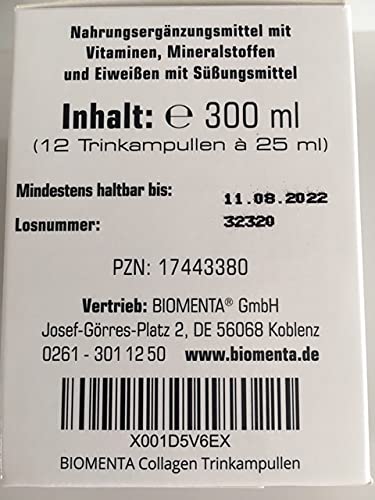 Nahrungsergänzungsmittel mit
Vitaminen, Mineralstoffen
und Eiweißen mit Süßungsmittel
Inhalt: ℮ 300 ml
(12 Trinkampullen à 25 ml)
Mindestens haltbar bis: 11.08.2022
Losnummer: 32320
PZN: 17443380
Vertrieb: BIOMENTA® GmbH
Josef-Görres-Platz 2, DE 56068 Koblenz
0261 - 301 12 50 www.biomenta.de
X001D5V6EX
BIOMENTA Collagen Trinkampullen